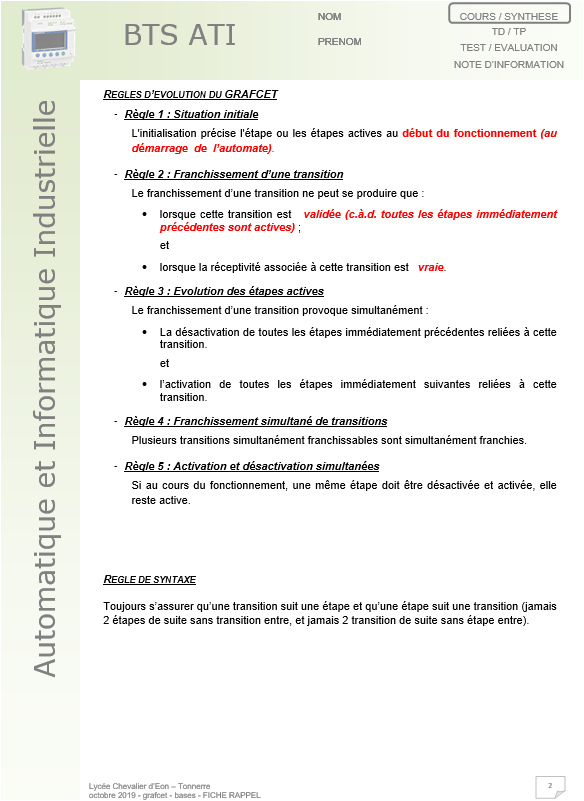 BTS ATI
NOM
PRENOM
COURS / SYNTHESE
TD / TP
TEST / EVALUATION
NOTE D'INFORMATION
Automatique et Informatique Industrielle
REGLES D'EVOLUTION DU GRAFCET
- Règle 1 : Situation initiale
L'initialisation précise l'étape ou les étapes actives au début du fonctionnement (au
démarrage de l'automate).
- Règle 2 : Franchissement d'une transition
Le franchissement d'une transition ne peut se produire que :
• lorsque cette transition est validée (c.à.d. toutes les étapes immédiatement
précédentes sont actives) ;
et
• lorsque la réceptivité associée à cette transition est vraie.
- Règle 3 : Evolution des étapes actives
Le franchissement d'une transition provoque simultanément :
• La désactivation de toutes les étapes immédiatement précédentes reliées à cette
transition.
et
• l'activation de toutes les étapes immédiatement suivantes reliées à cette
transition.
- Règle 4 : Franchissement simultané de transitions
Plusieurs transitions simultanément franchissables sont simultanément franchies.
- Règle 5 : Activation et désactivation simultanées
Si au cours du fonctionnement, une même étape doit être désactivée et activée, elle
reste active.
REGLE DE SYNTAXE
Toujours s'assurer qu'une transition suit une étape et qu'une étape suit une transition (jamais
2 étapes de suite sans transition entre, et jamais 2 transition de suite sans étape entre).
Lycée Chevalier d'Eon – Tonnerre
octobre 2019 - grafcet - bases - FICHE RAPPEL
2